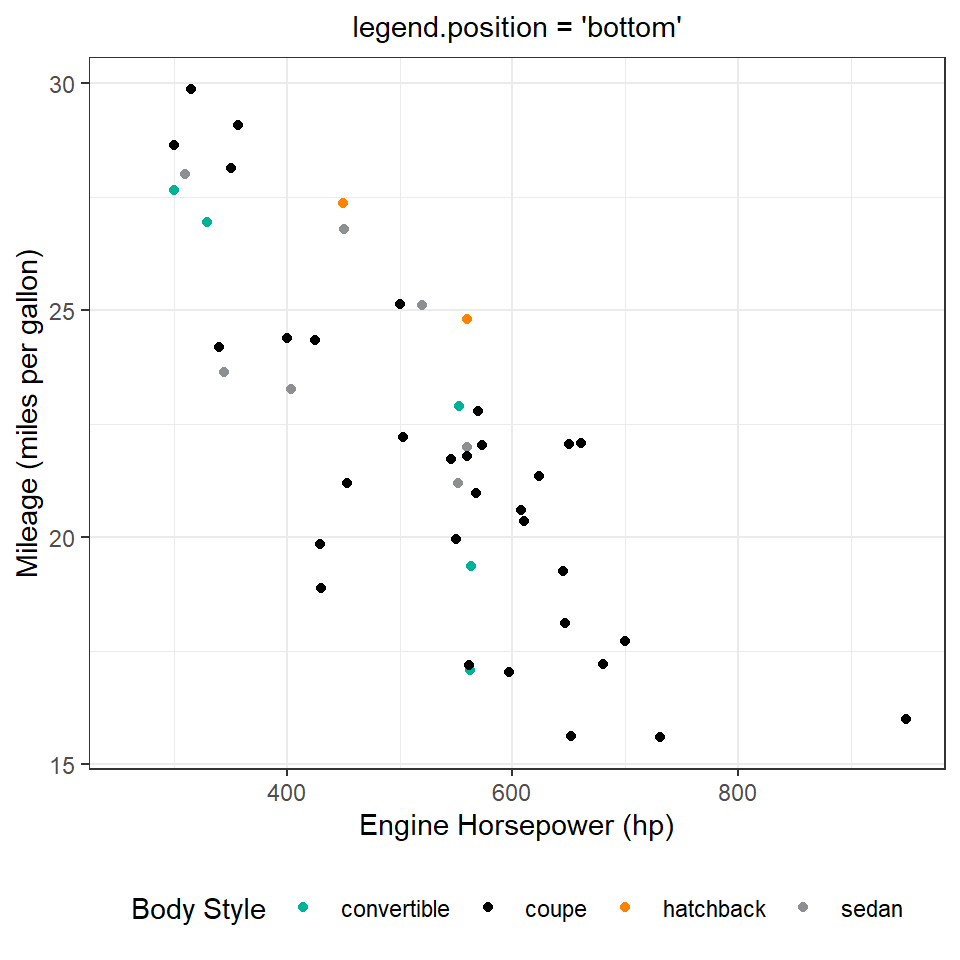 legend.position = 'bottom'
30
25
20
15
Mileage (miles per gallon)
400 600 800
Engine Horsepower (hp)
Body Style convertible coupe hatchback sedan